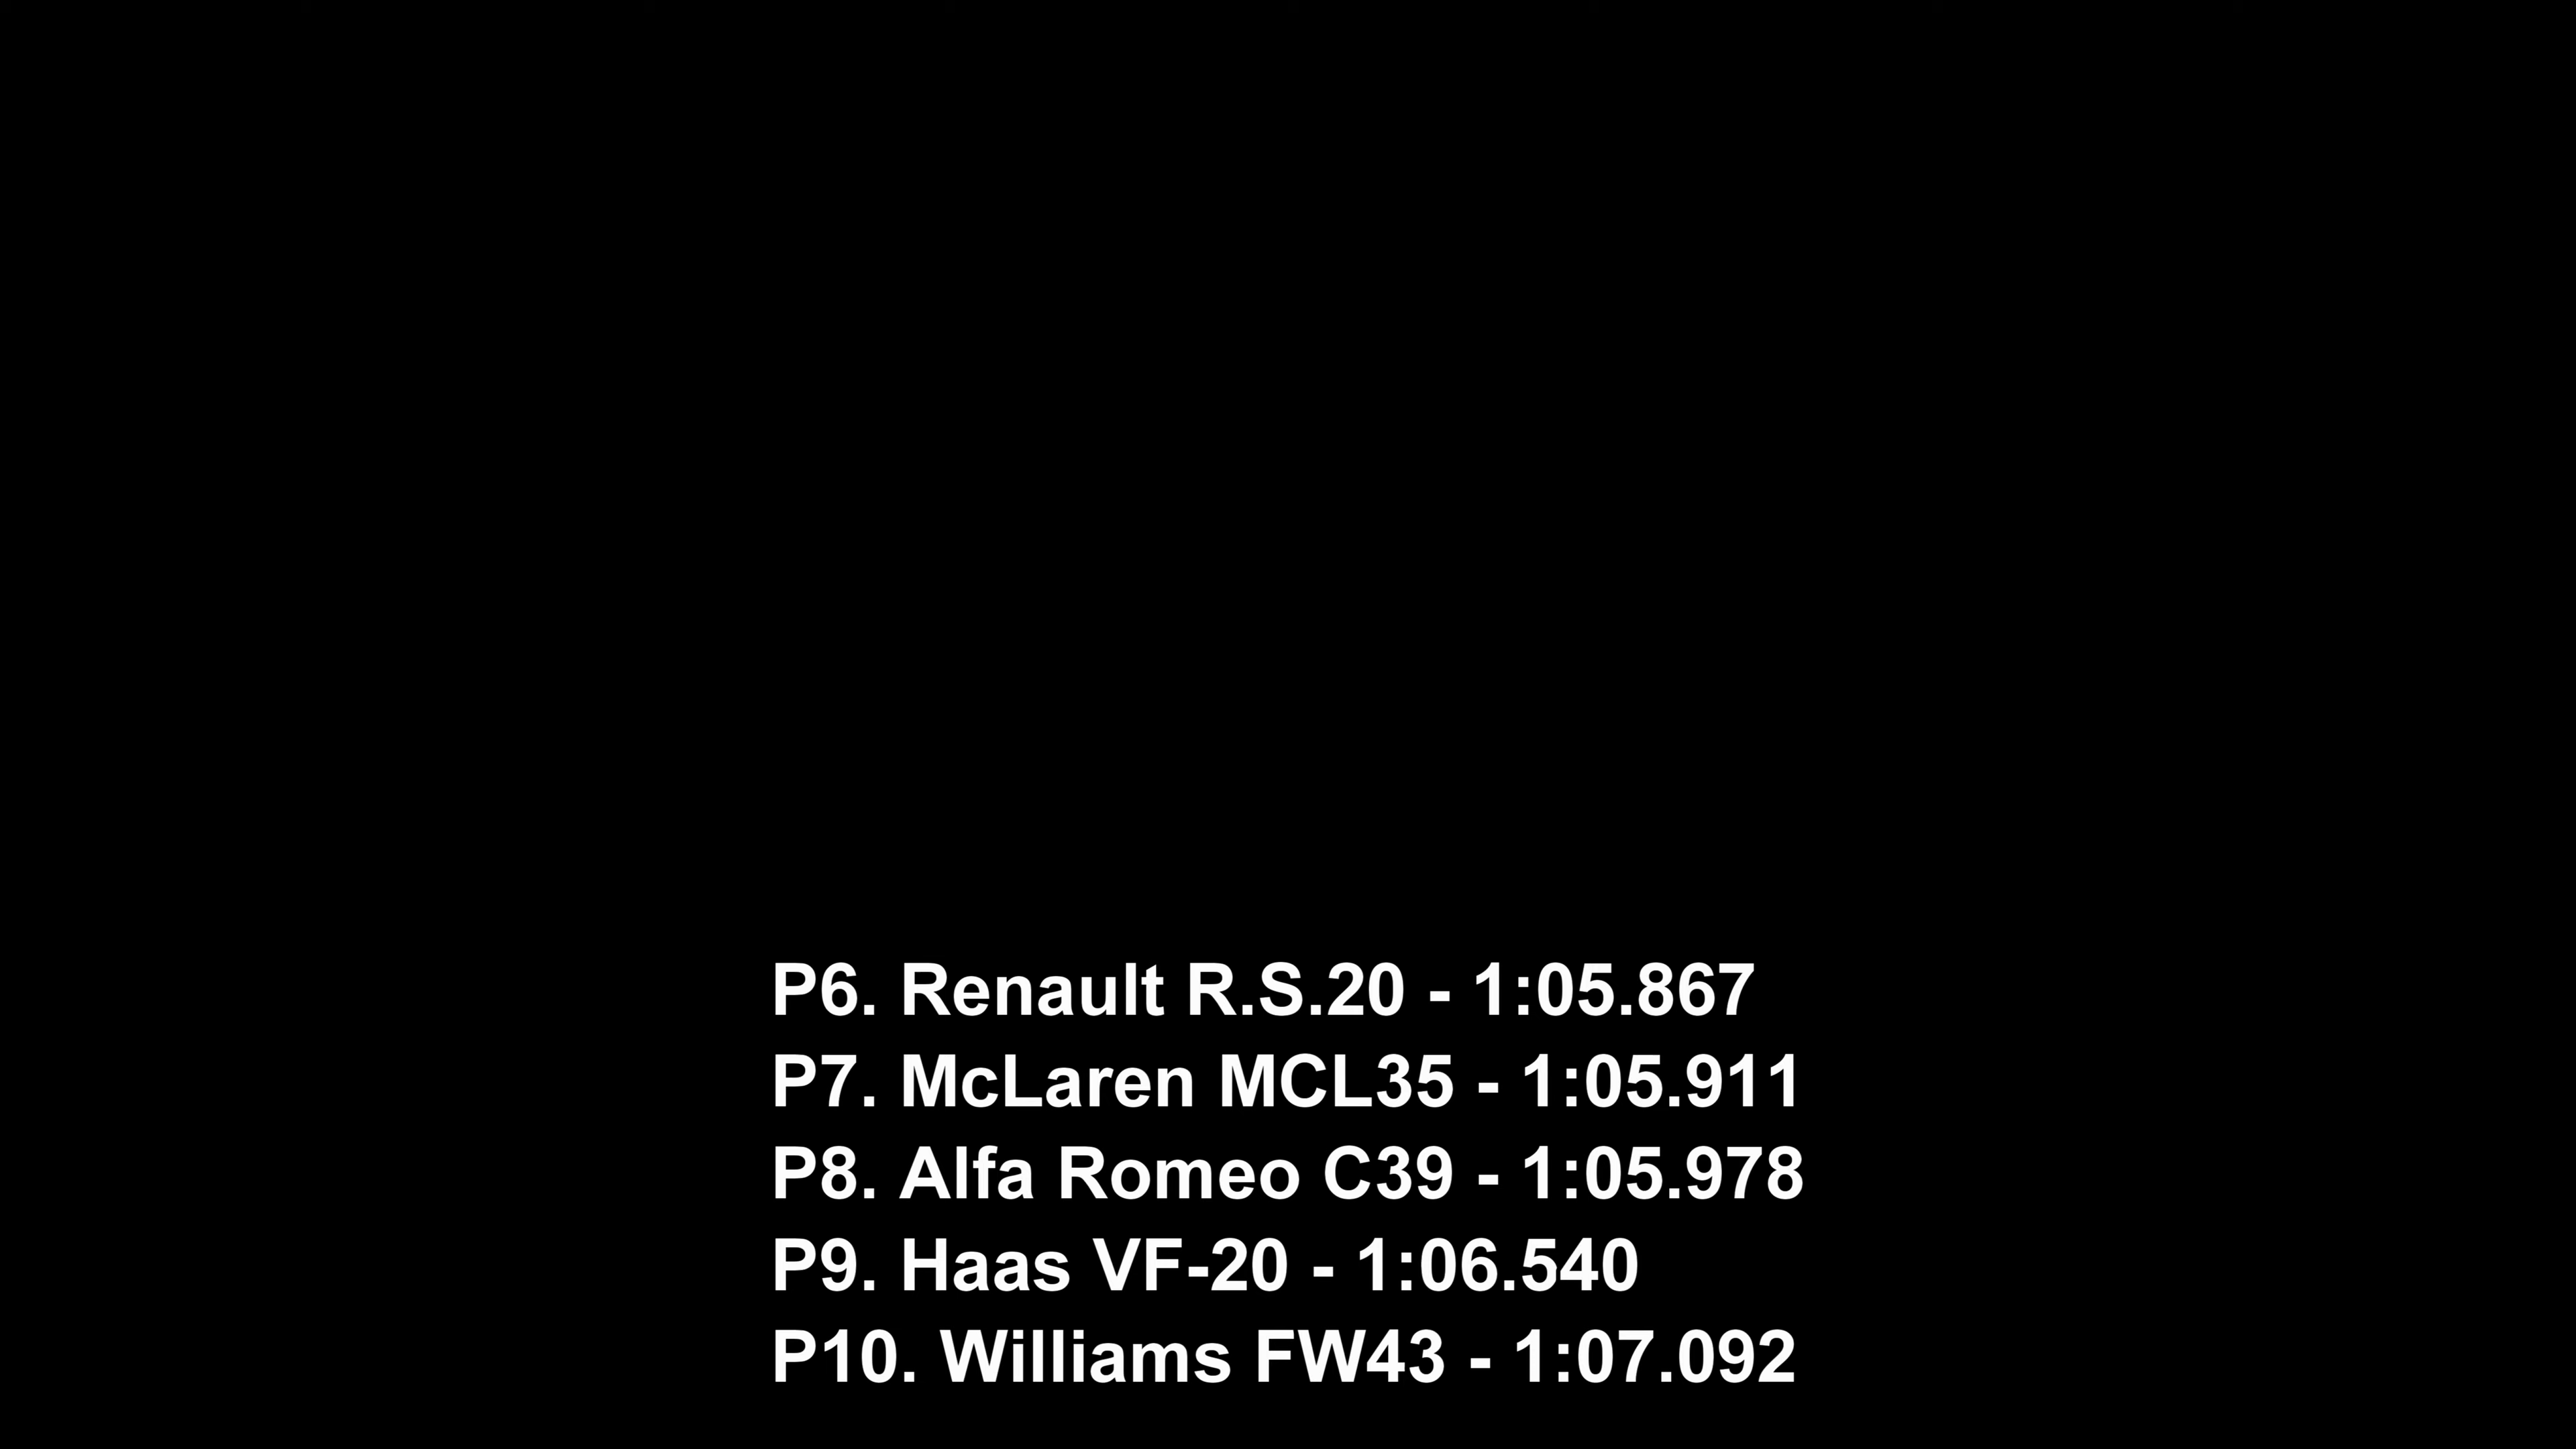 P6. Renault R.S.20 - 1:05.867
P7. McLaren MCL35 - 1:05.911
P8. Alfa Romeo C39 - 1:05.978
P9. Haas VF-20 - 1:06.540
P10. Williams FW43 - 1:07.092